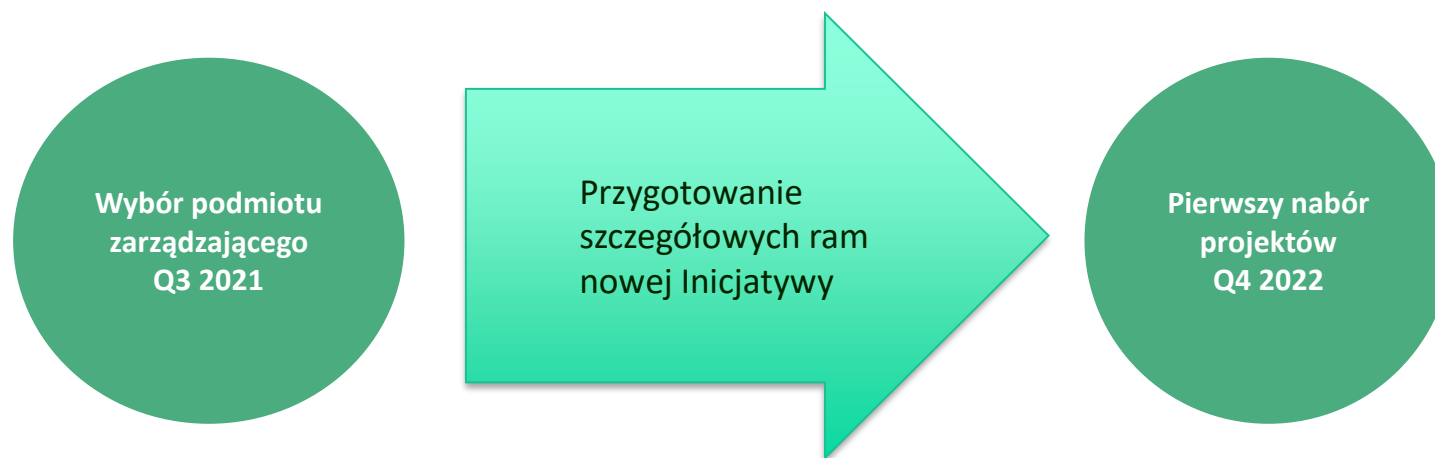 Wybór podmiotu
zarządzającego
Q3 2021
Przygotowanie
szczegółowych ram
nowej Inicjatywy
Pierwszy nabór
projektów
Q4 2022